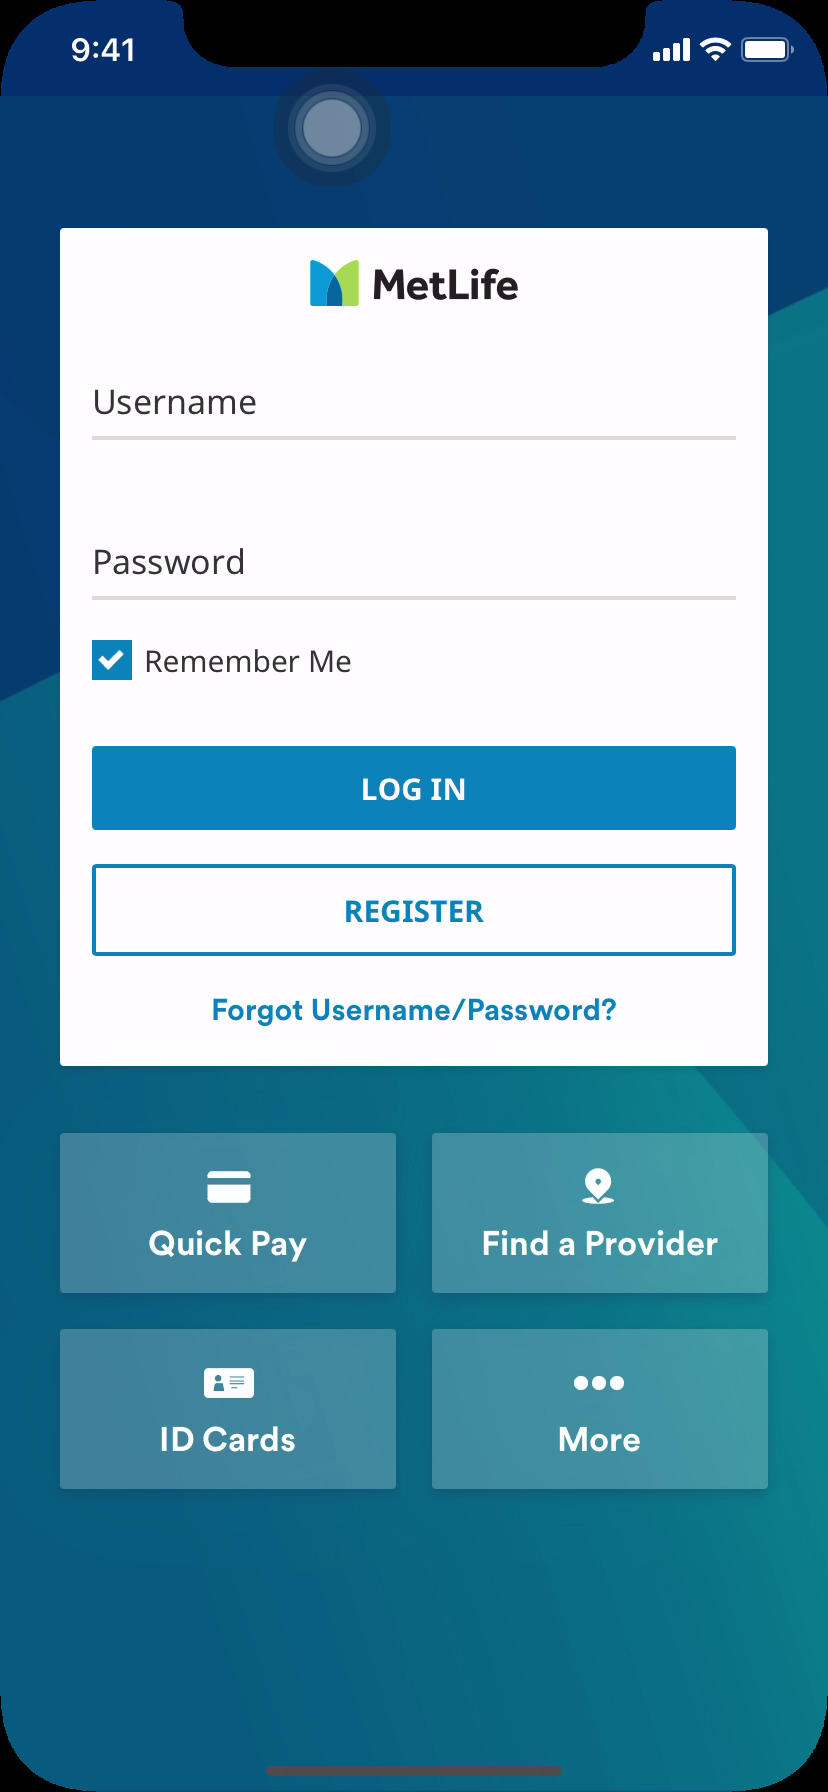 9:41
MetLife
Username
Password
Remember Me
LOG IN
REGISTER
Forgot Username/Password?
Quick Pay
Find a Provider
ID Cards
More